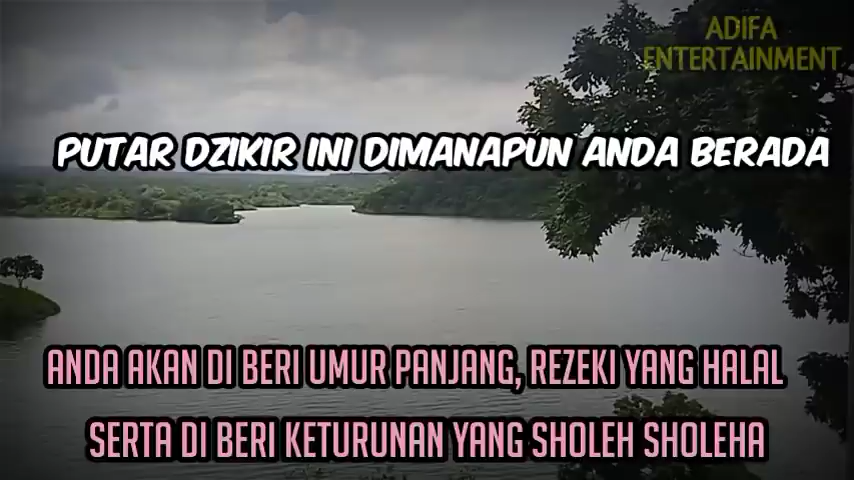 ADIFA
ENTERTAINMENT
PUTAR DZIKIR INI DIMANAPUN ANDA BERADA
ANDA AKAN DI BERI UMUR PANJANG, REZEKI YANG HALAL
SERTA DI BERI KETURUNAN YANG SHOLEH SHOLEHA